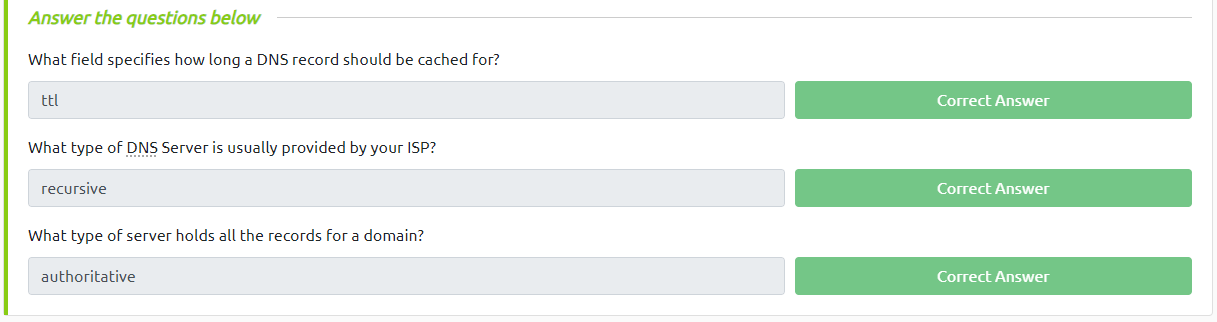 Answer the questions below
What field specifies how long a DNS record should be cached for?
ttl
Correct Answer
What type of DNS Server is usually provided by your ISP?
recursive
Correct Answer
What type of server holds all the records for a domain?
authoritative
Correct Answer